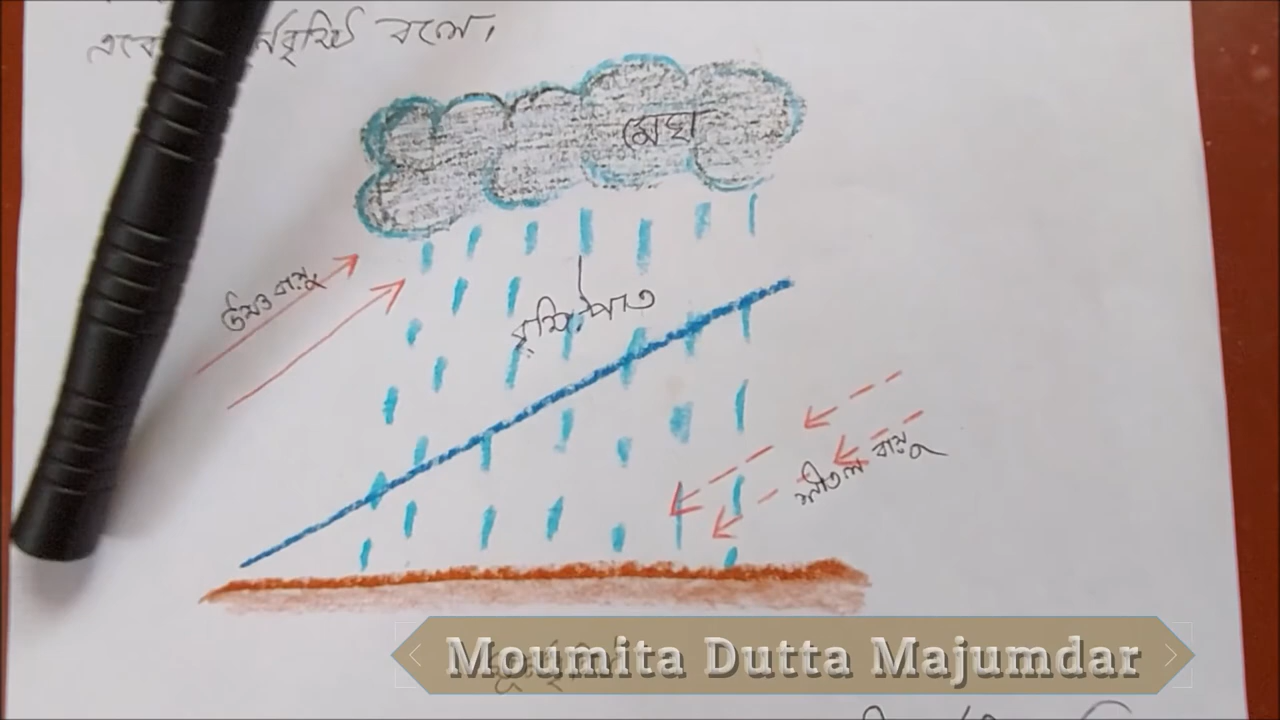 বলে।
মেঘ
উষ্ণ বায়ু
বৃষ্টিপাত
শীতল বায়ু
Moumita Dutta Majumdar